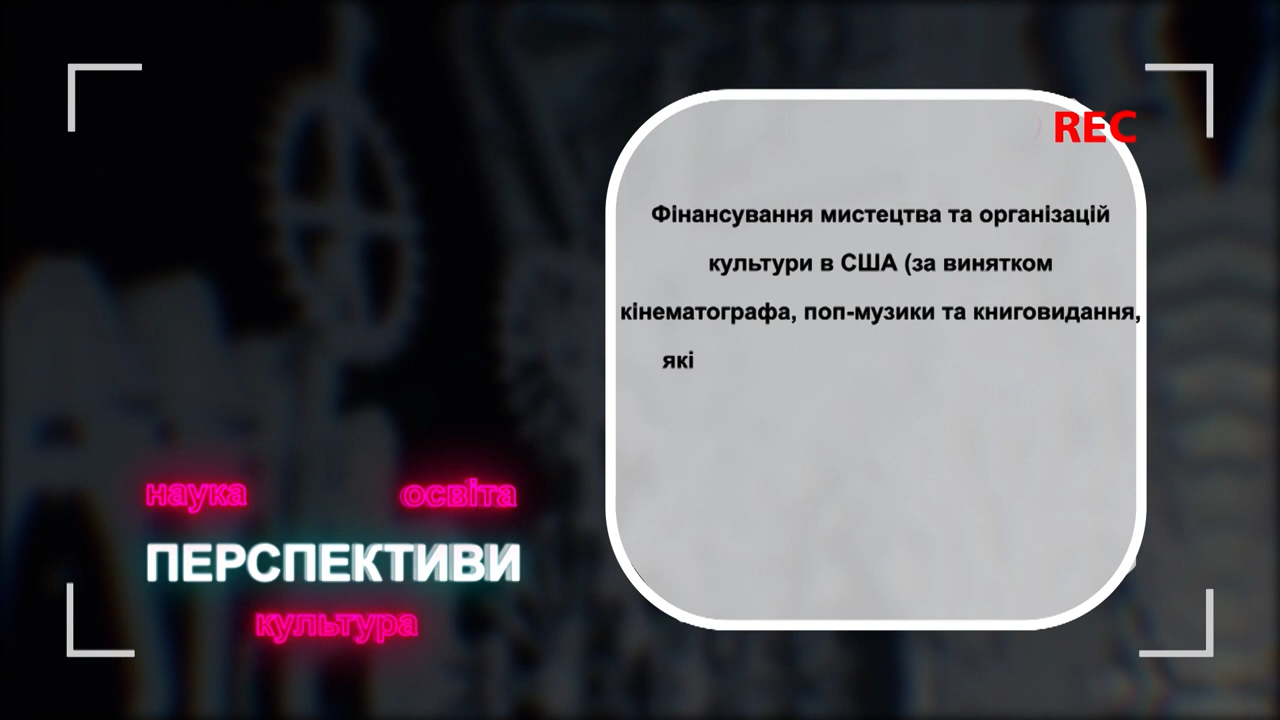 REC
Фінансування мистецтва та організацій
культури в США (за винятком
кінематографа, поп-музики та книговидання,
які
наука освіта
ПЕРСПЕКТИВИ
культура